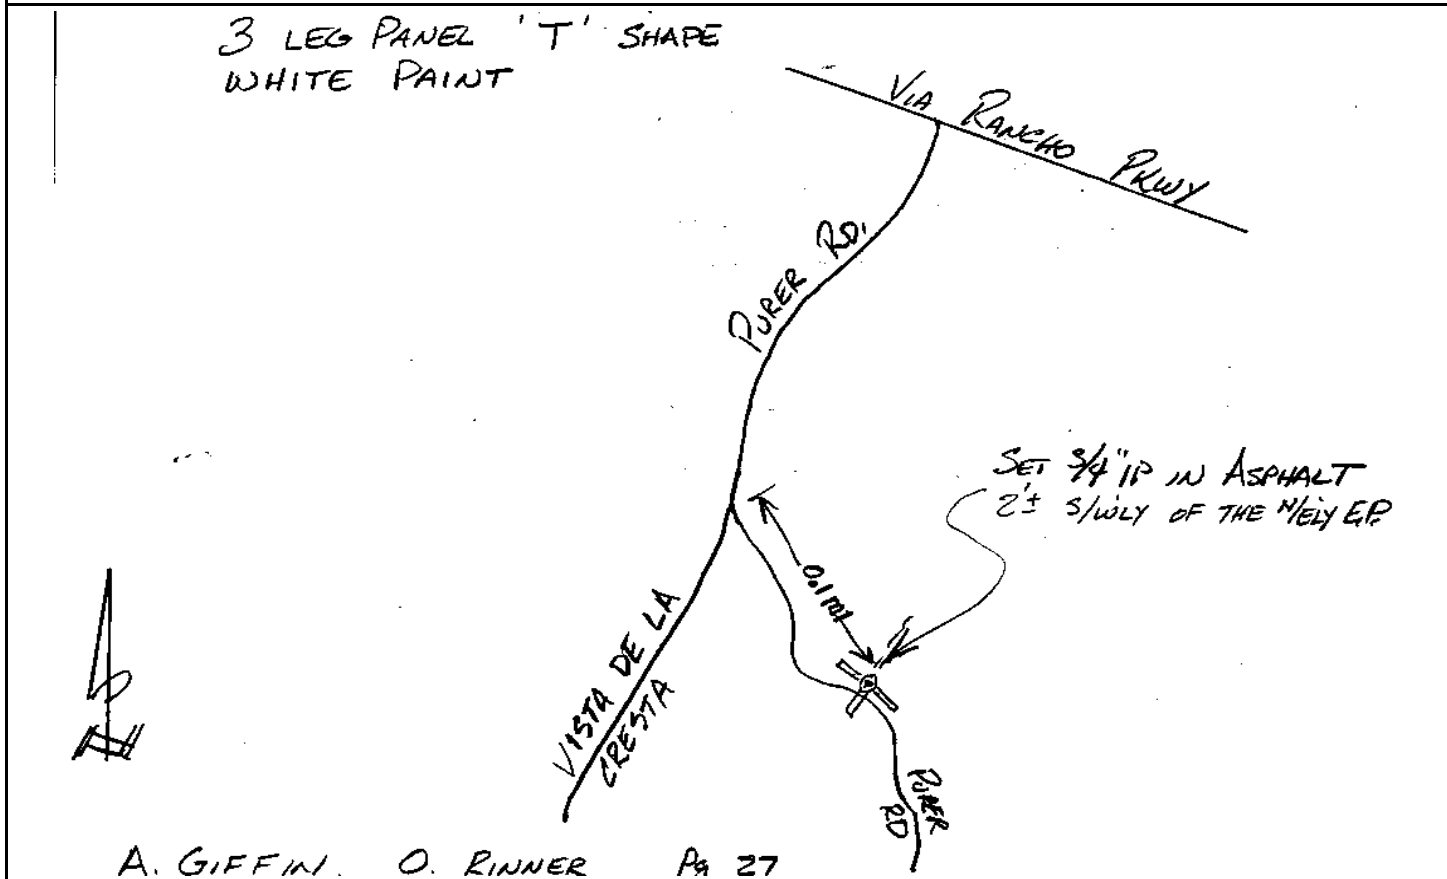 3 LEG PANEL 'T' SHAPE
WHITE PAINT
VIA RANCHO PKWY
PURER RD.
SET 3/4" IP IN ASPHALT
2'± S/WLY OF THE N/ELY E.P.
0.1 mi
VISTA DE LA
CRESTA
PURER
RD
A. GIFFIN. O. RINNER Pg 27